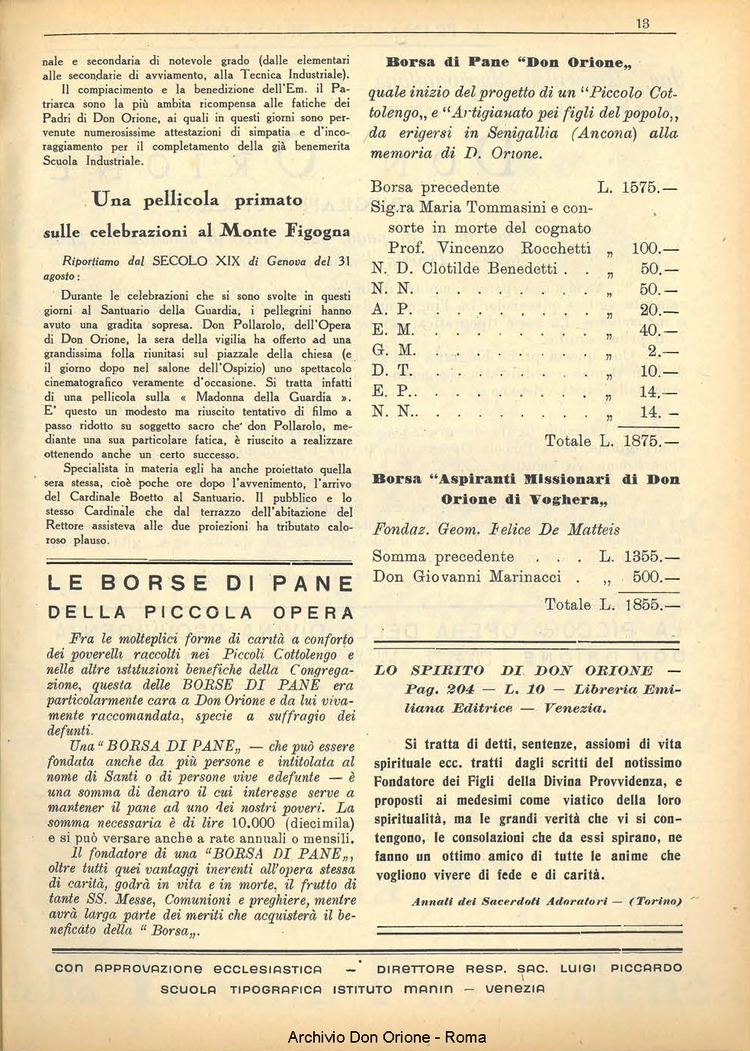 13
nale e secondaria di notevole grado (dalle elementari
alle secondarie di avviamento, alla Tecnica Industriale).
Il compiacimento e la benedizione dell'Em. il Pa-
triarca sono la più ambita ricompensa alle fatiche dei
Padri di Don Orione, ai quali in questi giorni sono per-
venute numerosissime attestazioni di simpatia e d'inco-
raggiamento per il completamento della già benemerita
Scuola Industriale.
Una pellicola primato
sulle celebrazioni al Monte Figogna
Riportiamo dal SECOLO XIX di Genova del 31
agosto :
Durante le celebrazioni che si sono svolte in questi
giorni al Santuario della Guardia, i pellegrini hanno
avuto una gradita sopresa. Don Pollarolo, dell'Opera
di Don Orione, la sera della vigilia ha offerto ad una
grandissima folla riunitasi sul piazzale della chiesa (e
il giorno dopo nel salone dell'Ospizio) uno spettacolo
cinematografico veramente d'occasione. Si tratta infatti
di una pellicola sulla « Madonna della Guardia ».
E' questo un modesto ma riuscito tentativo di filmo a
passo ridotto su soggetto sacro che don Pollarolo, me-
diante una sua particolare fatica, è riuscito a realizzare
ottenendo anche un certo successo.
Specialista in materia egli ha anche proiettato quella
sera stessa, cioè poche ore dopo l'avvenimento, l'arrivo
del Cardinale Boetto al Santuario. Il pubblico e lo
stesso Cardinale che dal terrazzo dell'abitazione del
Rettore assisteva alle due proiezioni ha tributato calo-
roso plauso.
LE BORSE DI PANE
DELLA PICCOLA OPERA
Fra le molteplici forme di carità a conforto
dei poverelli raccolti nei Piccoli Cottolengo e
nelle altre istituzioni benefiche della Congrega-
zione, questa delle BORSE DI PANE era
particolarmente cara a Don Orione e da lui viva-
mente raccomandata, specie a suffragio dei
defunti.
Una " BORSA DI PANE„ — che può essere
fondata anche da più persone e intitolata al
nome di Santi o di persone vive edefunte — è
una somma di denaro il cui interesse serve a
mantener il pane ad uno dei nostri poveri. La
somma necessaria è di lire 10.000 (diecimila)
e si può versare anche a rate annuali o mensili.
Il fondatore di una "BORSA DI PANE„,
oltre tutti quei vantaggi inerenti all'opera stessa
di carità, godrà in vita e in morte, il frutto di
tante SS. Messe, Comunioni e preghiere, mentre
avrà larga parte dei meriti che acquisterà il be-
neficato della " Borsa„.
Borsa di Pane "Don Orione„
quale inizio del progetto di un "Piccolo Cot-
tolengo„ e "Artigianato pei figli del popolo„
da erigersi in Senigallia (Ancona) alla
memoria di D. Orione.
Borsa precedente L. 1575.—
Sig.ra Maria Tommasini e con-
sorte in morte del cognato
Prof. Vincenzo Rocchetti „ 100.—
N. D. Clotilde Benedetti . . „ 50.—
N. N. . . . . . . . . . „ 50.—
A. P. . . . . . . . . . „ 20.—
E. M. . . . . . . . . . „ 40.—
G. M. . . . . . . . . . „ 2.—
D. T. . . . . . . . . . „ 10.—
E. P.. . . . . . . . . „ 14.—
N. N.. . . . . . . . . „ 14. -
Totale L. 1875.—
Borsa "Aspiranti Missionari di Don
Orione di Voghera„
Fondaz. Geom. Felice De Matteis
Somma precedente . . . L. 1355.—
Don Giovanni Marinacci . „ 500.—
Totale L. 1855.—
LO SPIRITO DI DON ORIONE —
Pag. 204 — L. 10 — Libreria Emi-
liana Editrice — Venezia.
Si tratta di detti, sentenze, assiomi di vita
spirituale ecc. tratti dagli scritti del notissimo
Fondatore dei Figli della Divina Provvidenza, e
proposti ai medesimi come viatico della loro
spiritualità, ma le grandi verità che vi si con-
tengono, le consolazioni che da essi spirano, ne
fanno un ottimo amico di tutte le anime che
vogliono vivere di fede e di carità.
Annali dei Sacerdoti Adoratori — (Torino)
CON APPROVAZIONE ECCLESIASTICA — DIRETTORE RESP. SAC. LUIGI PICCARDO
SCUOLA TIPOGRAFICA ISTITUTO MANIN — VENEZIA
Archivio Don Orione - Roma